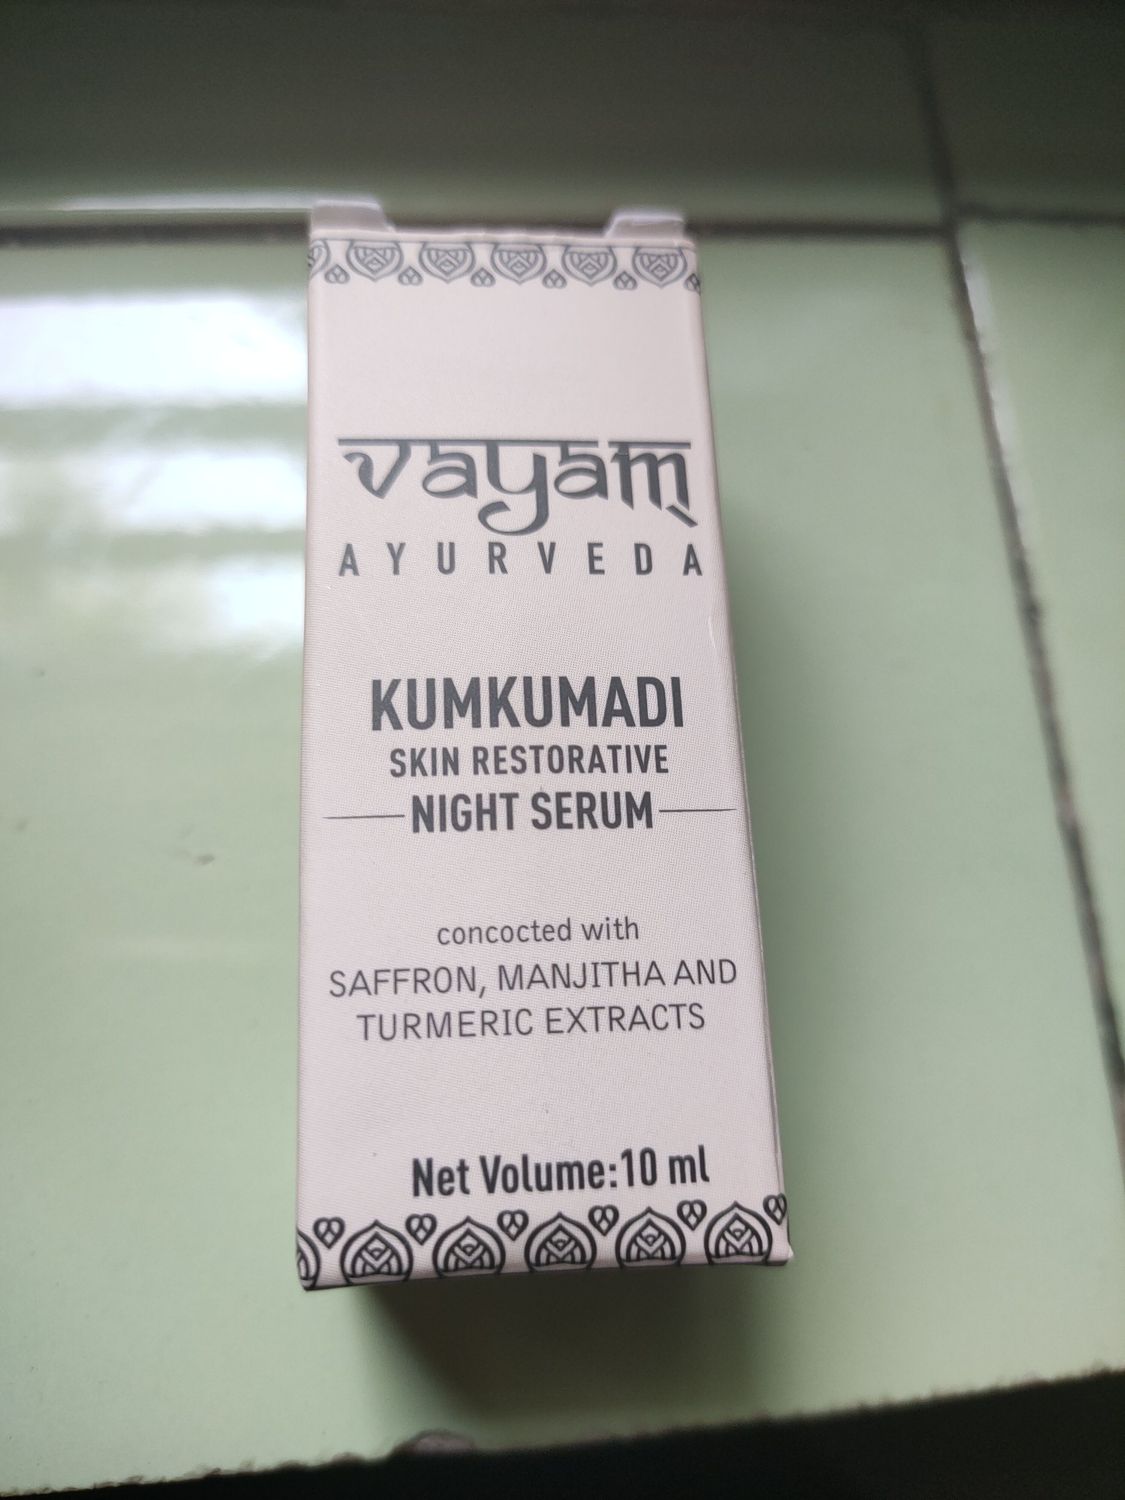 vayam
AYURVEDA
KUMKUMADI
SKIN RESTORATIVE
NIGHT SERUM
concocted with
SAFFRON, MANJITHA AND
TURMERIC EXTRACTS
Net Volume:10 ml